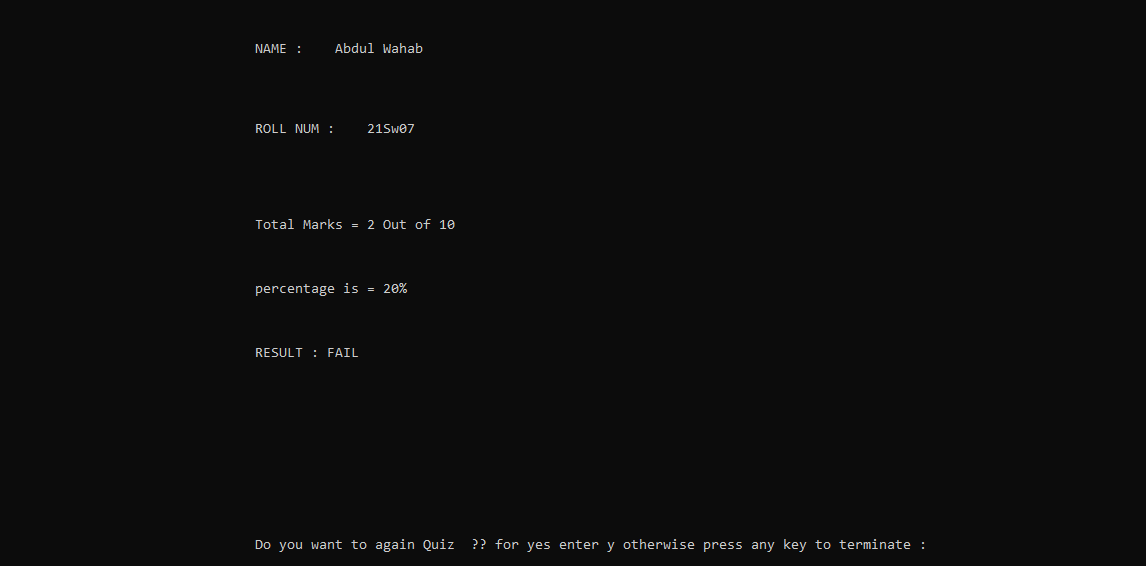 NAME :    Abdul Wahab
ROLL NUM :    21Sw07
Total Marks = 2 Out of 10
percentage is = 20%
RESULT : FAIL
Do you want to again Quiz  ?? for yes enter y otherwise press any key to terminate :